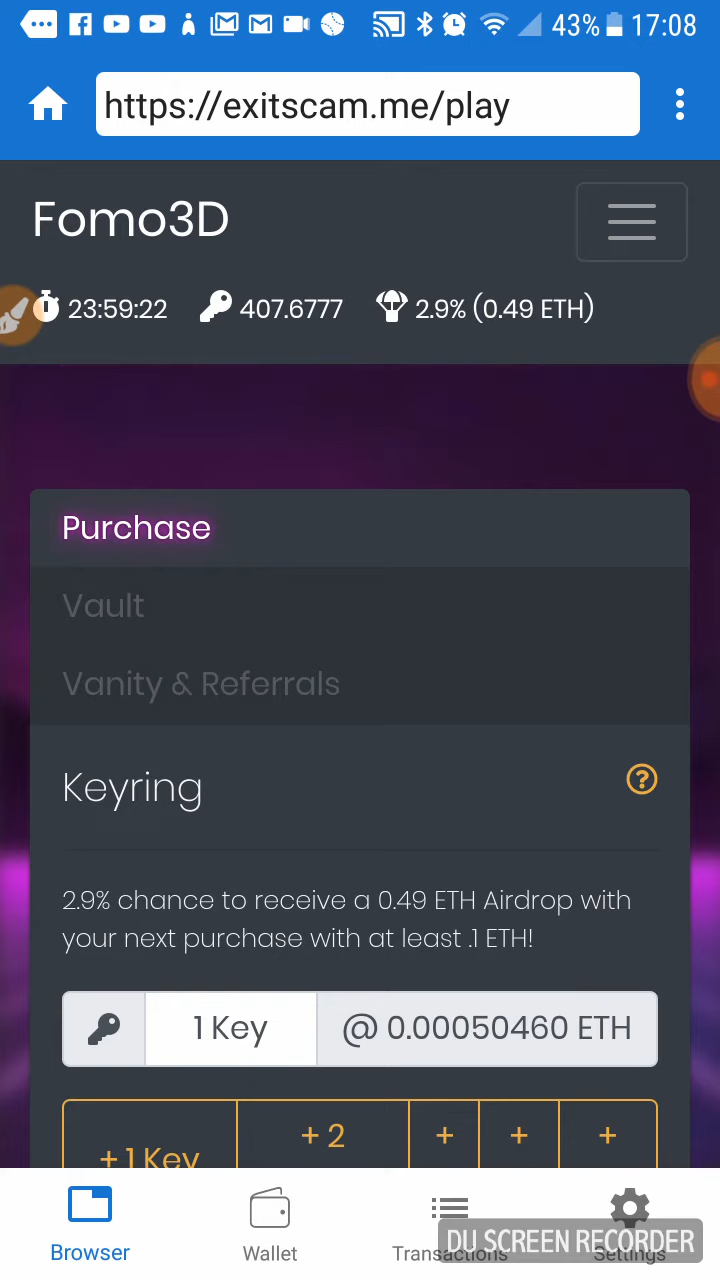 43% 17:08
https://exitscam.me/play
Fomo3D
23:59:22 407.6777 2.9% (0.49 ETH)
Purchase
Vault
Vanity & Referrals
Keyring
2.9% chance to receive a 0.49 ETH Airdrop with
your next purchase with at least .1 ETH!
1 Key @ 0.00050460 ETH
+ 1 Key + 2 + + +
Browser Wallet Transactions Settings
DU SCREEN RECORDER